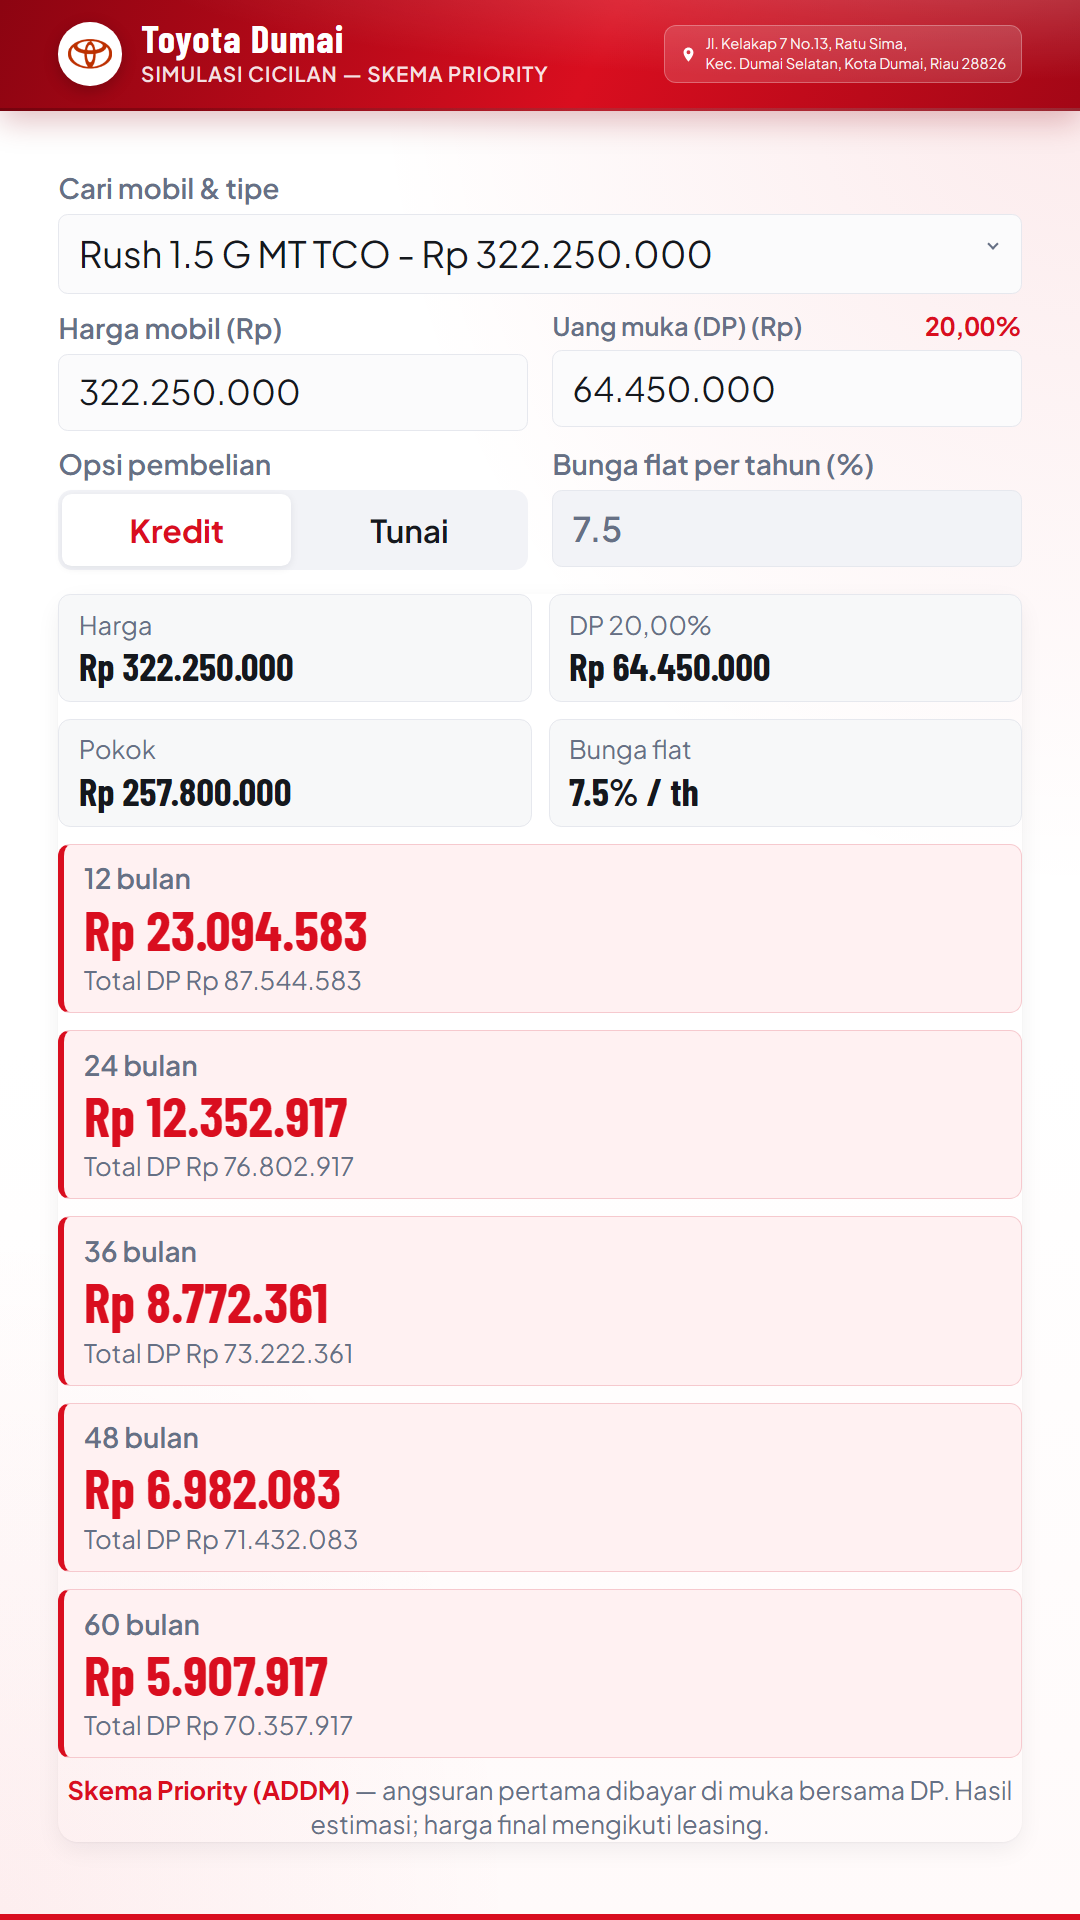 Toyota Dumai
SIMULASI CICILAN — SKEMA PRIORITY
Jl. Kelakap 7 No.13, Ratu Sima,
Kec. Dumai Selatan, Kota Dumai, Riau 28826
Cari mobil & tipe
Rush 1.5 G MT TCO - Rp 322.250.000
Harga mobil (Rp)
322.250.000
Uang muka (DP) (Rp) 20,00%
64.450.000
Opsi pembelian
Kredit Tunai
Bunga flat per tahun (%)
7.5
Harga
Rp 322.250.000
DP 20,00%
Rp 64.450.000
Pokok
Rp 257.800.000
Bunga flat
7.5% / th
12 bulan
Rp 23.094.583
Total DP Rp 87.544.583
24 bulan
Rp 12.352.917
Total DP Rp 76.802.917
36 bulan
Rp 8.772.361
Total DP Rp 73.222.361
48 bulan
Rp 6.982.083
Total DP Rp 71.432.083
60 bulan
Rp 5.907.917
Total DP Rp 70.357.917
Skema Priority (ADDM) — angsuran pertama dibayar di muka bersama DP. Hasil
estimasi; harga final mengikuti leasing.